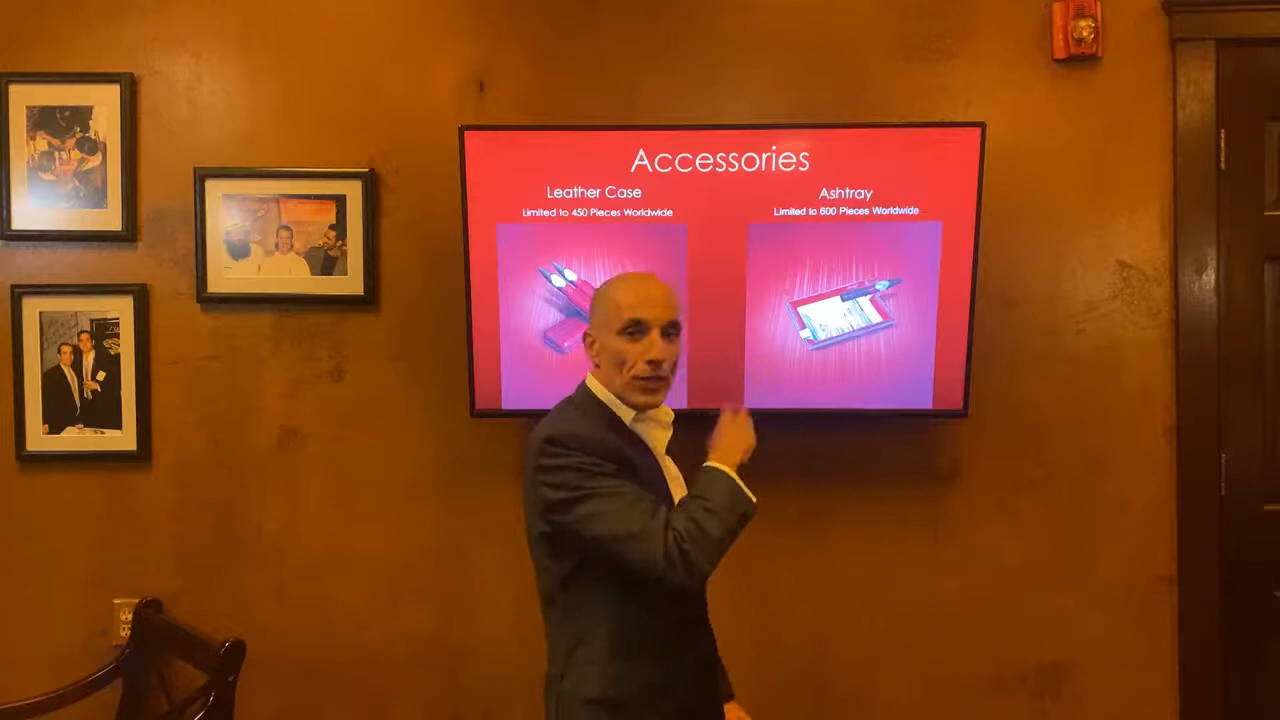 Accessories
Leather Case
Limited to 450 Pieces Worldwide
Ashtray
Limited to 600 Pieces Worldwide